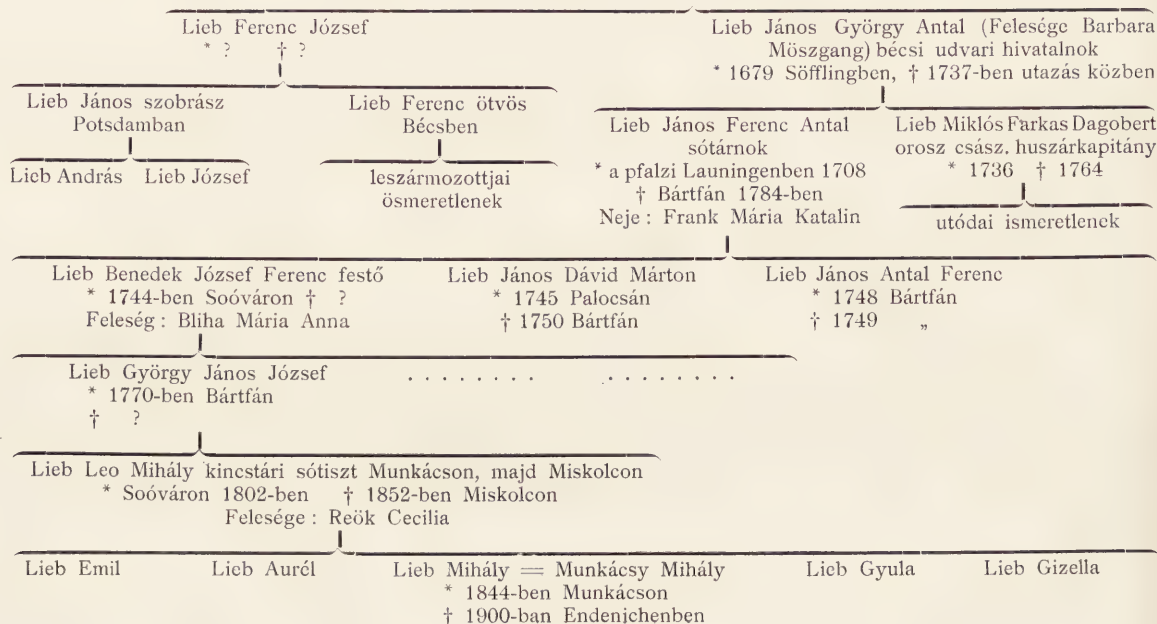 Lieb Ferenc József
* ? † ?
Lieb János György Antal (Felesége Barbara
Möszgang) bécsi udvari hivatalnok
* 1679 Söfflingben, † 1737-ben utazás közben
Lieb János szobrász
Potsdamban
Lieb Ferenc ötvös
Bécsben
Lieb János Ferenc Antal
sótárnok
* a pfalzi Launingenben 1708
† Bártfán 1784-ben
Neje : Frank Mária Katalin
Lieb Miklós Farkas Dagobert
orosz csász. huszárkapitány
* 1736 † 1764
Lieb András Lieb József
leszármozottjai
ösmeretlenek
utódai ismeretlenek
Lieb Benedek József Ferenc festő
* 1744-ben Soóváron † ?
Feleség : Bliha Mária Anna
Lieb János Dávid Márton
* 1745 Palocsán
† 1750 Bártfán
Lieb János Antal Ferenc
* 1748 Bártfán
† 1749 „
Lieb György János József . . . . . . . . . . . . . . . .
* 1770-ben Bártfán
† ?
Lieb Leo Mihály kincstári sótiszt Munkácson, majd Miskolcon
* Soóváron 1802-ben † 1852-ben Miskolcon
Felesége : Reök Cecilia
Lieb Emil Lieb Aurél Lieb Mihály = Munkácsy Mihály Lieb Gyula Lieb Gizella
* 1844-ben Munkácson
† 1900-ban Endenichenben